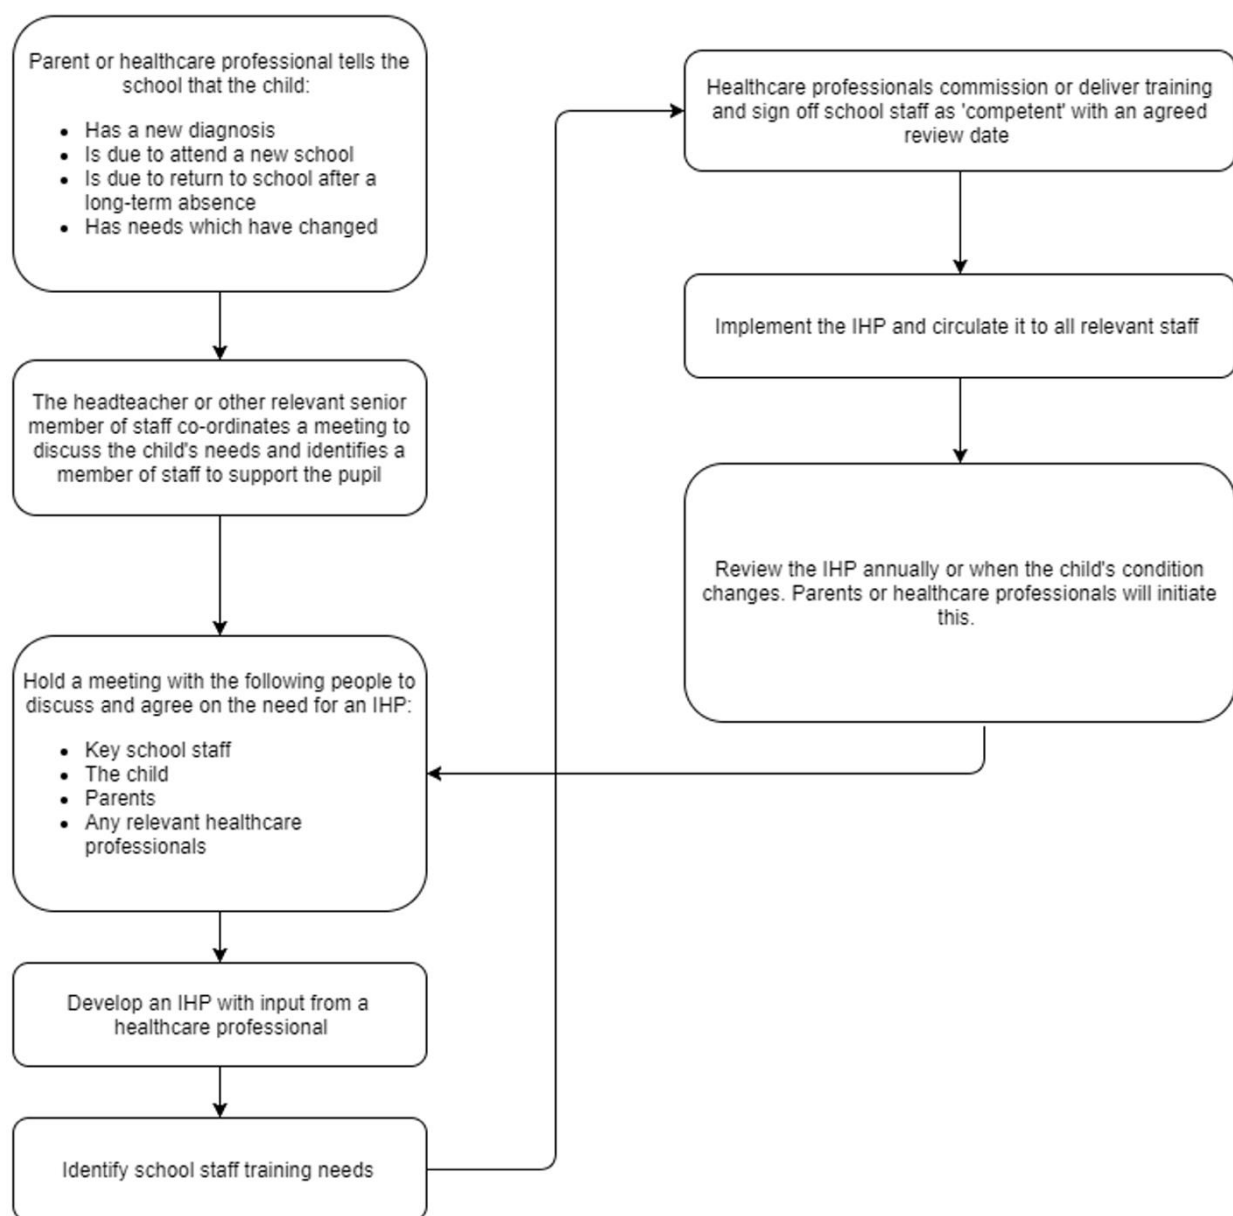 Parent or healthcare professional tells the
school that the child:
• Has a new diagnosis
• Is due to attend a new school
• Is due to return to school after a
long-term absence
• Has needs which have changed
The headteacher or other relevant senior
member of staff co-ordinates a meeting to
discuss the child's needs and identifies a
member of staff to support the pupil
Hold a meeting with the following people to
discuss and agree on the need for an IHP:
• Key school staff
• The child
• Parents
• Any relevant healthcare
professionals
Develop an IHP with input from a
healthcare professional
Identify school staff training needs
Healthcare professionals commission or deliver training
and sign off school staff as 'competent' with an agreed
review date
Implement the IHP and circulate it to all relevant staff
Review the IHP annually or when the child's condition
changes. Parents or healthcare professionals will initiate
this.